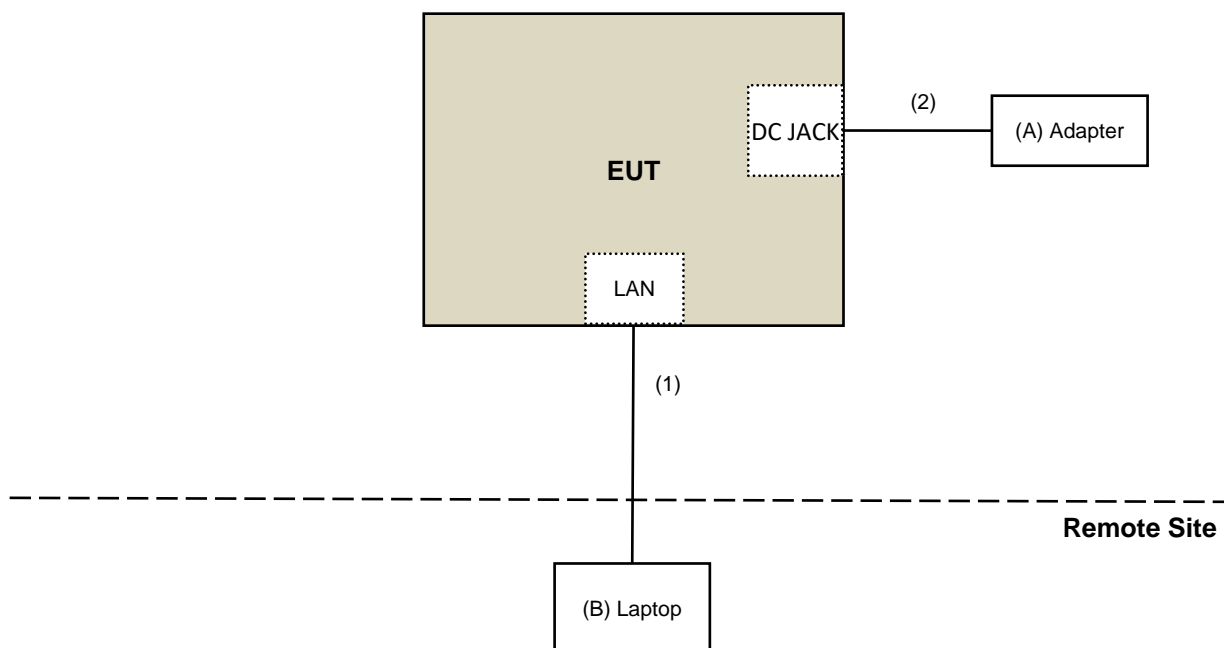 DC JACK
(2)
(A) Adapter
EUT
LAN
(1)
Remote Site
(B) Laptop